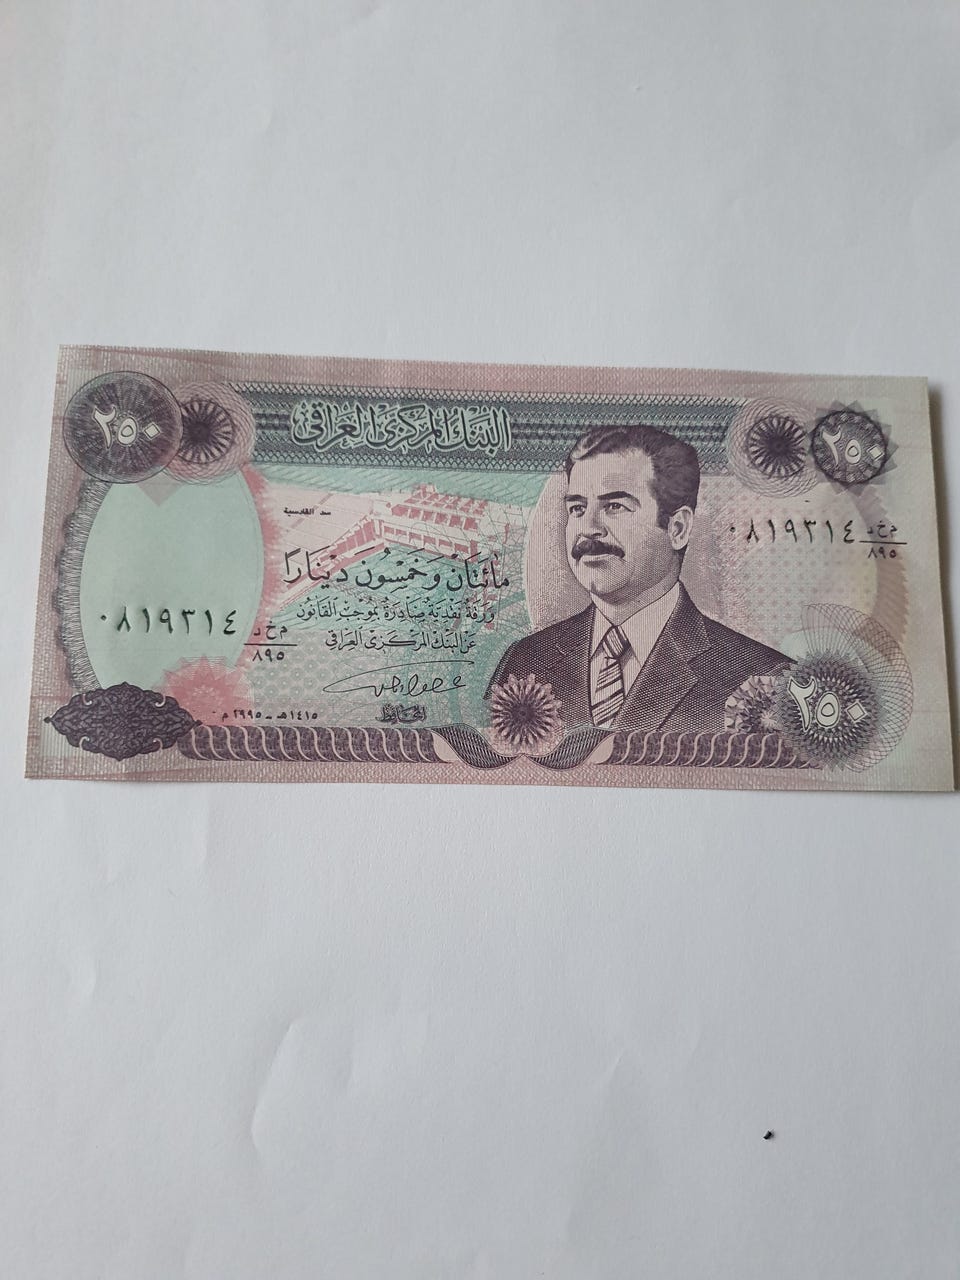 ٢٥٠
البنك المركزي العراقي
٢٥٠
سد القادسية
٠٨١٩٣١٤ م خ د
٨٩٥
مائتان وخمسون دينارًا
ورقة نقدية صادرة بموجب القانون
عن البنك المركزي العراقي
٠٨١٩٣١٤ م خ د
٨٩٥
المحافظ
١٤١٥هـ - ١٩٩٥م
٢٥٠